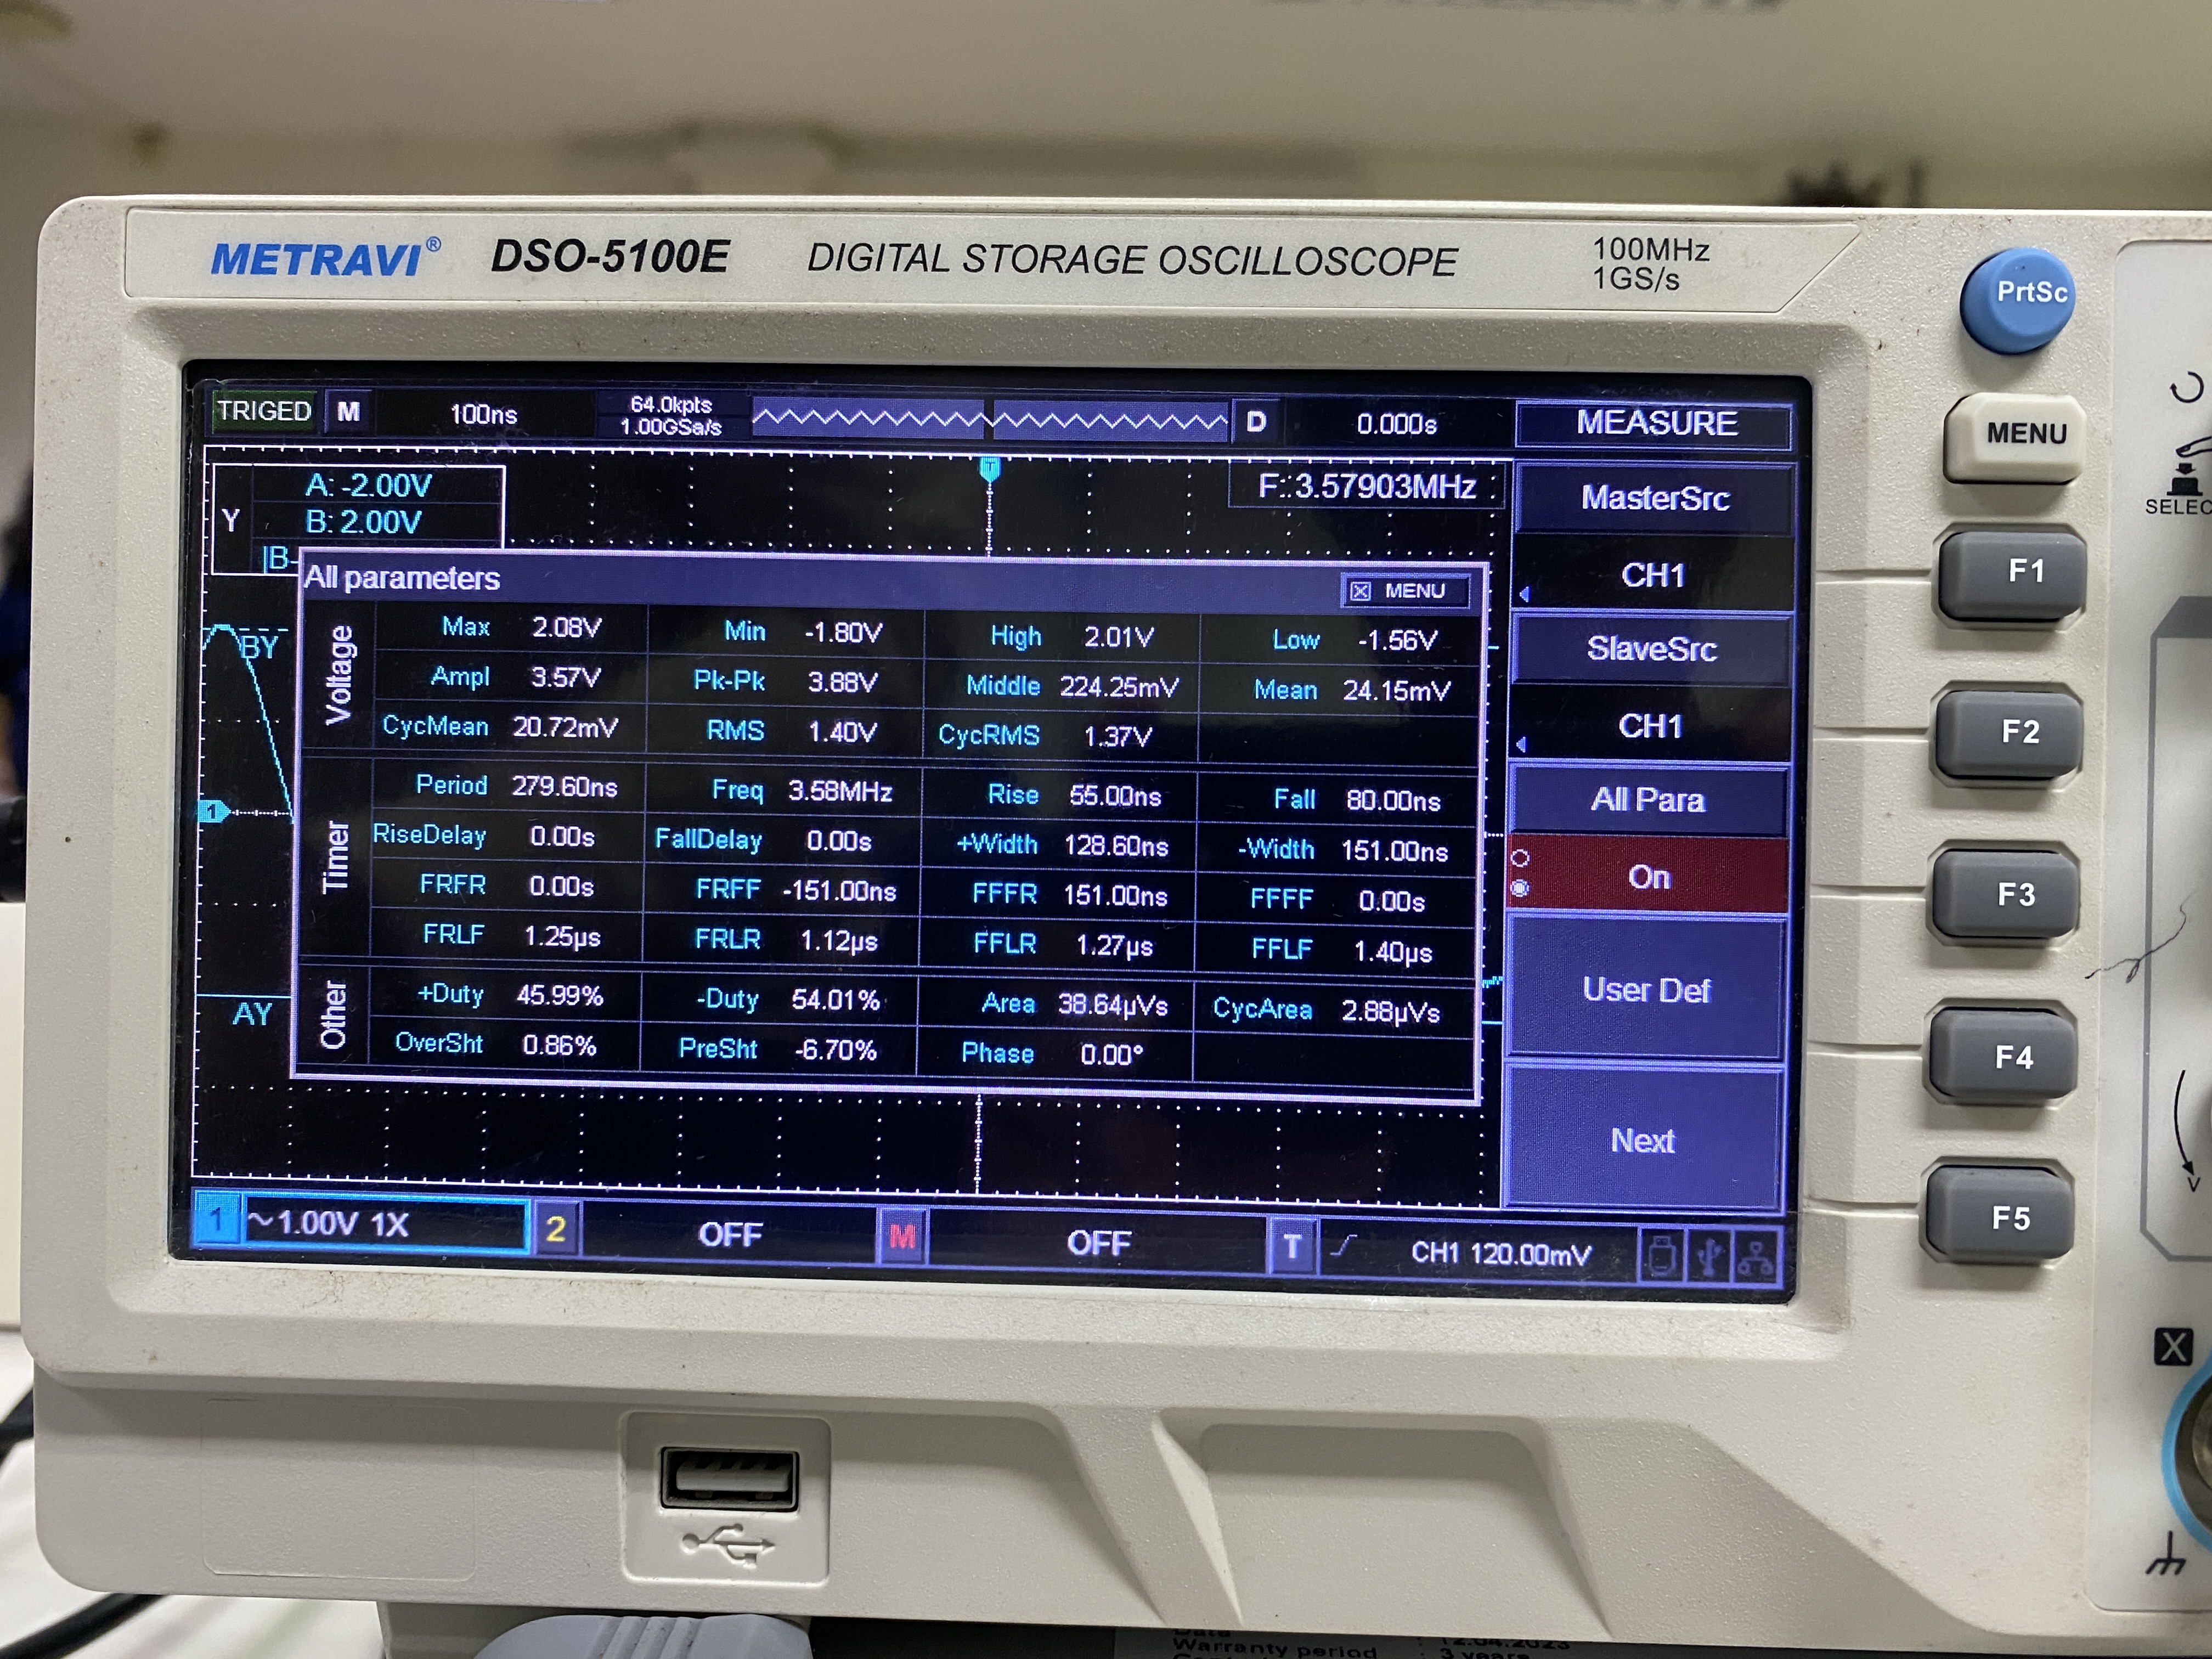 METRAVI® DSO-5100E DIGITAL STORAGE OSCILLOSCOPE 100MHz
1GS/s
PrtSc
MENU
SELEC
F1
F2
F3
F4
F5
TRIGED M 100ns 64.0kpts D 0.000s MEASURE
1.00GSa/s
Y A: -2.00V
B: 2.00V
|B-
T
F:3.57903MHz
All parameters MENU
Voltage
Max 2.08V Min -1.80V High 2.01V Low -1.56V
Ampl 3.57V Pk-Pk 3.88V Middle 224.25mV Mean 24.15mV
CycMean 20.72mV RMS 1.40V CycRMS 1.37V
Timer
Period 279.60ns Freq 3.58MHz Rise 55.00ns Fall 80.00ns
RiseDelay 0.00s FallDelay 0.00s +Width 128.60ns -Width 151.00ns
FRFR 0.00s FRFF -151.00ns FFFR 151.00ns FFFF 0.00s
FRLF 1.25µs FRLR 1.12µs FFLR 1.27µs FFLF 1.40µs
Other
+Duty 45.99% -Duty 54.01% Area 38.64µVs CycArea 2.88µVs
OverSht 0.86% PreSht -6.70% Phase 0.00°
BY
1
AY
MasterSrc
CH1
SlaveSrc
CH1
All Para
On
User Def
Next
1 ~1.00V 1X 2 OFF M OFF T CH1 120.00mV
X
V
Warranty period : 3 years